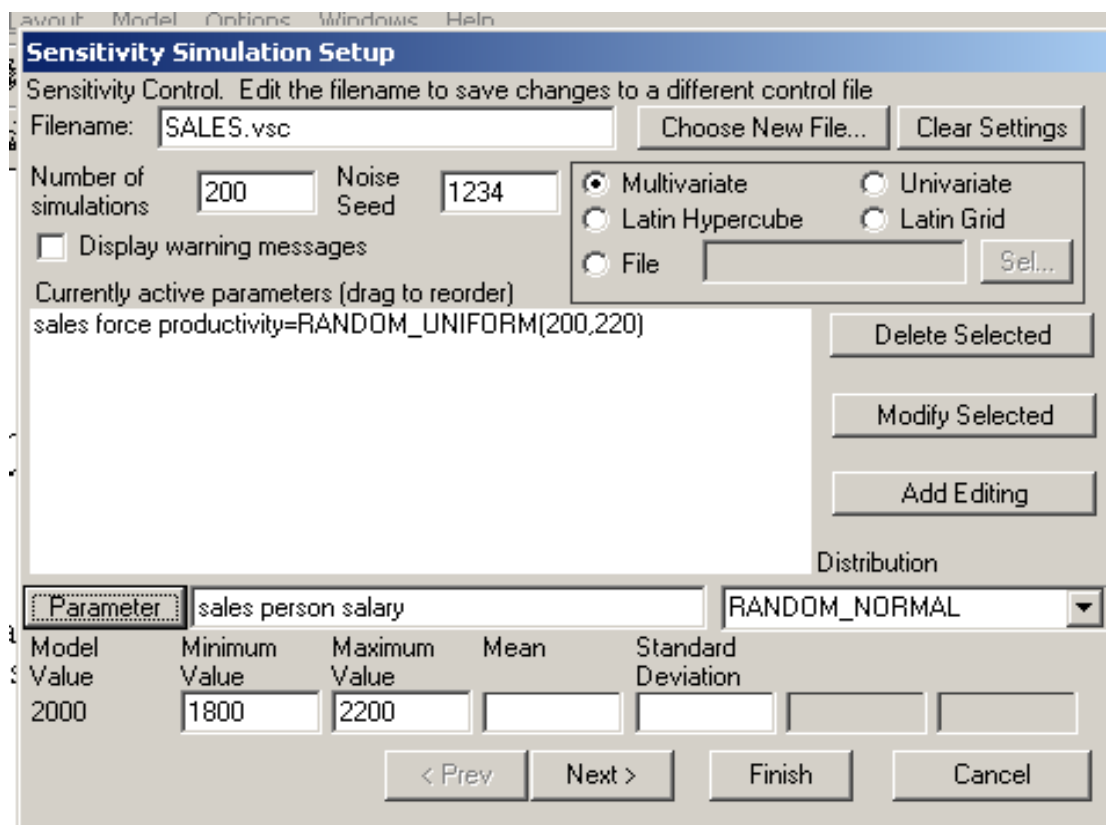 Layout Model Options Windows Help
Sensitivity Simulation Setup
Sensitivity Control. Edit the filename to save changes to a different control file
Filename: SALES.vsc Choose New File... Clear Settings
Number of simulations 200 Noise Seed 1234
Multivariate Univariate
Latin Hypercube Latin Grid
Display warning messages
File Sel...
Currently active parameters (drag to reorder)
sales force productivity=RANDOM_UNIFORM(200,220)
Delete Selected
Modify Selected
Add Editing
Distribution
Parameter sales person salary RANDOM_NORMAL
Model Value Minimum Value Maximum Value Mean Standard Deviation
2000 1800 2200
< Prev Next > Finish Cancel